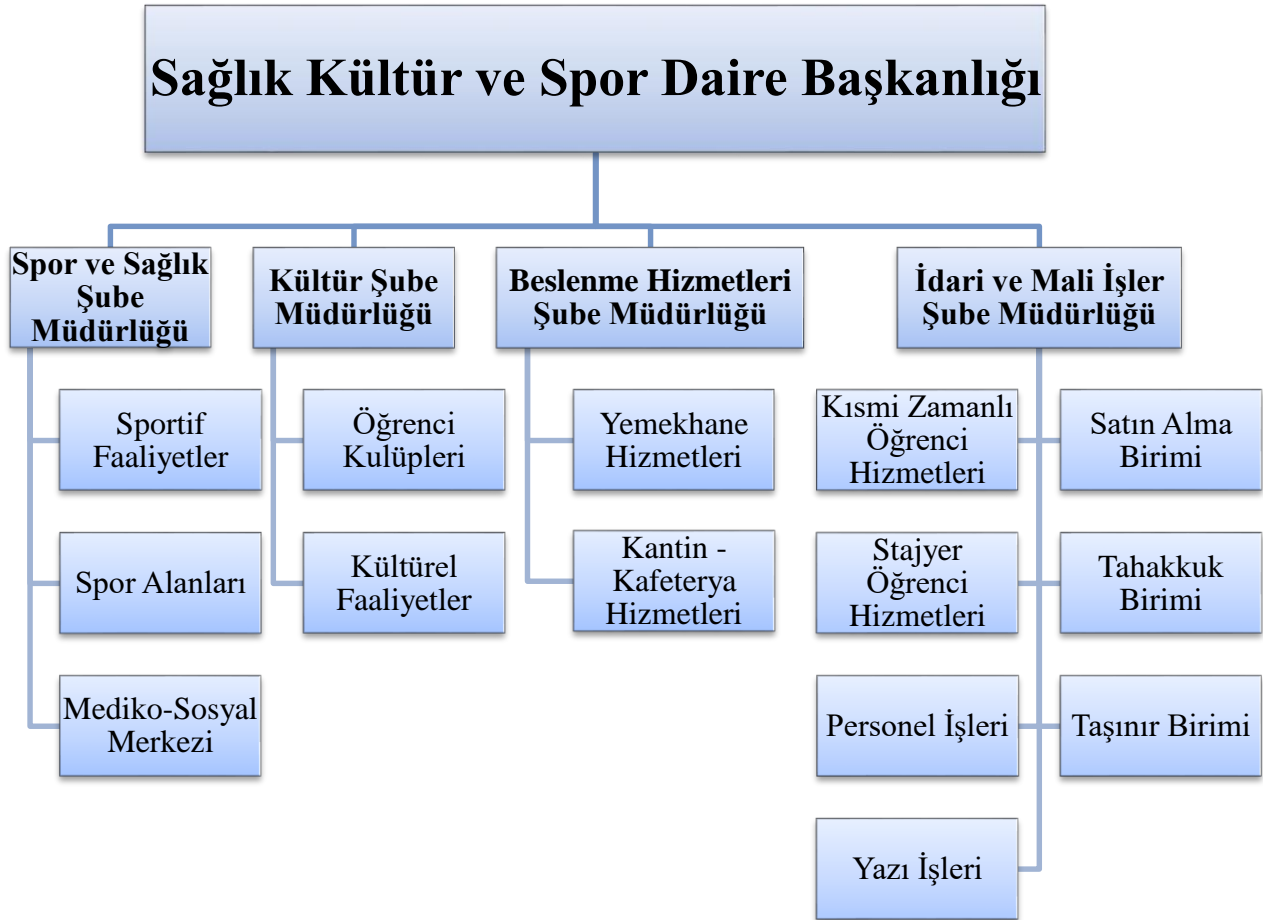 Sağlık Kültür ve Spor Daire Başkanlığı
Spor ve Sağlık
Şube
Müdürlüğü
Sportif
Faaliyetler
Spor Alanları
Mediko-Sosyal
Merkezi
Kültür Şube
Müdürlüğü
Öğrenci
Kulüpleri
Kültürel
Faaliyetler
Beslenme Hizmetleri
Şube Müdürlüğü
Yemekhane
Hizmetleri
Kantin -
Kafeterya
Hizmetleri
İdari ve Mali İşler
Şube Müdürlüğü
Kısmi Zamanlı
Öğrenci
Hizmetleri
Satın Alma
Birimi
Stajyer
Öğrenci
Hizmetleri
Tahakkuk
Birimi
Personel İşleri
Taşınır Birimi
Yazı İşleri